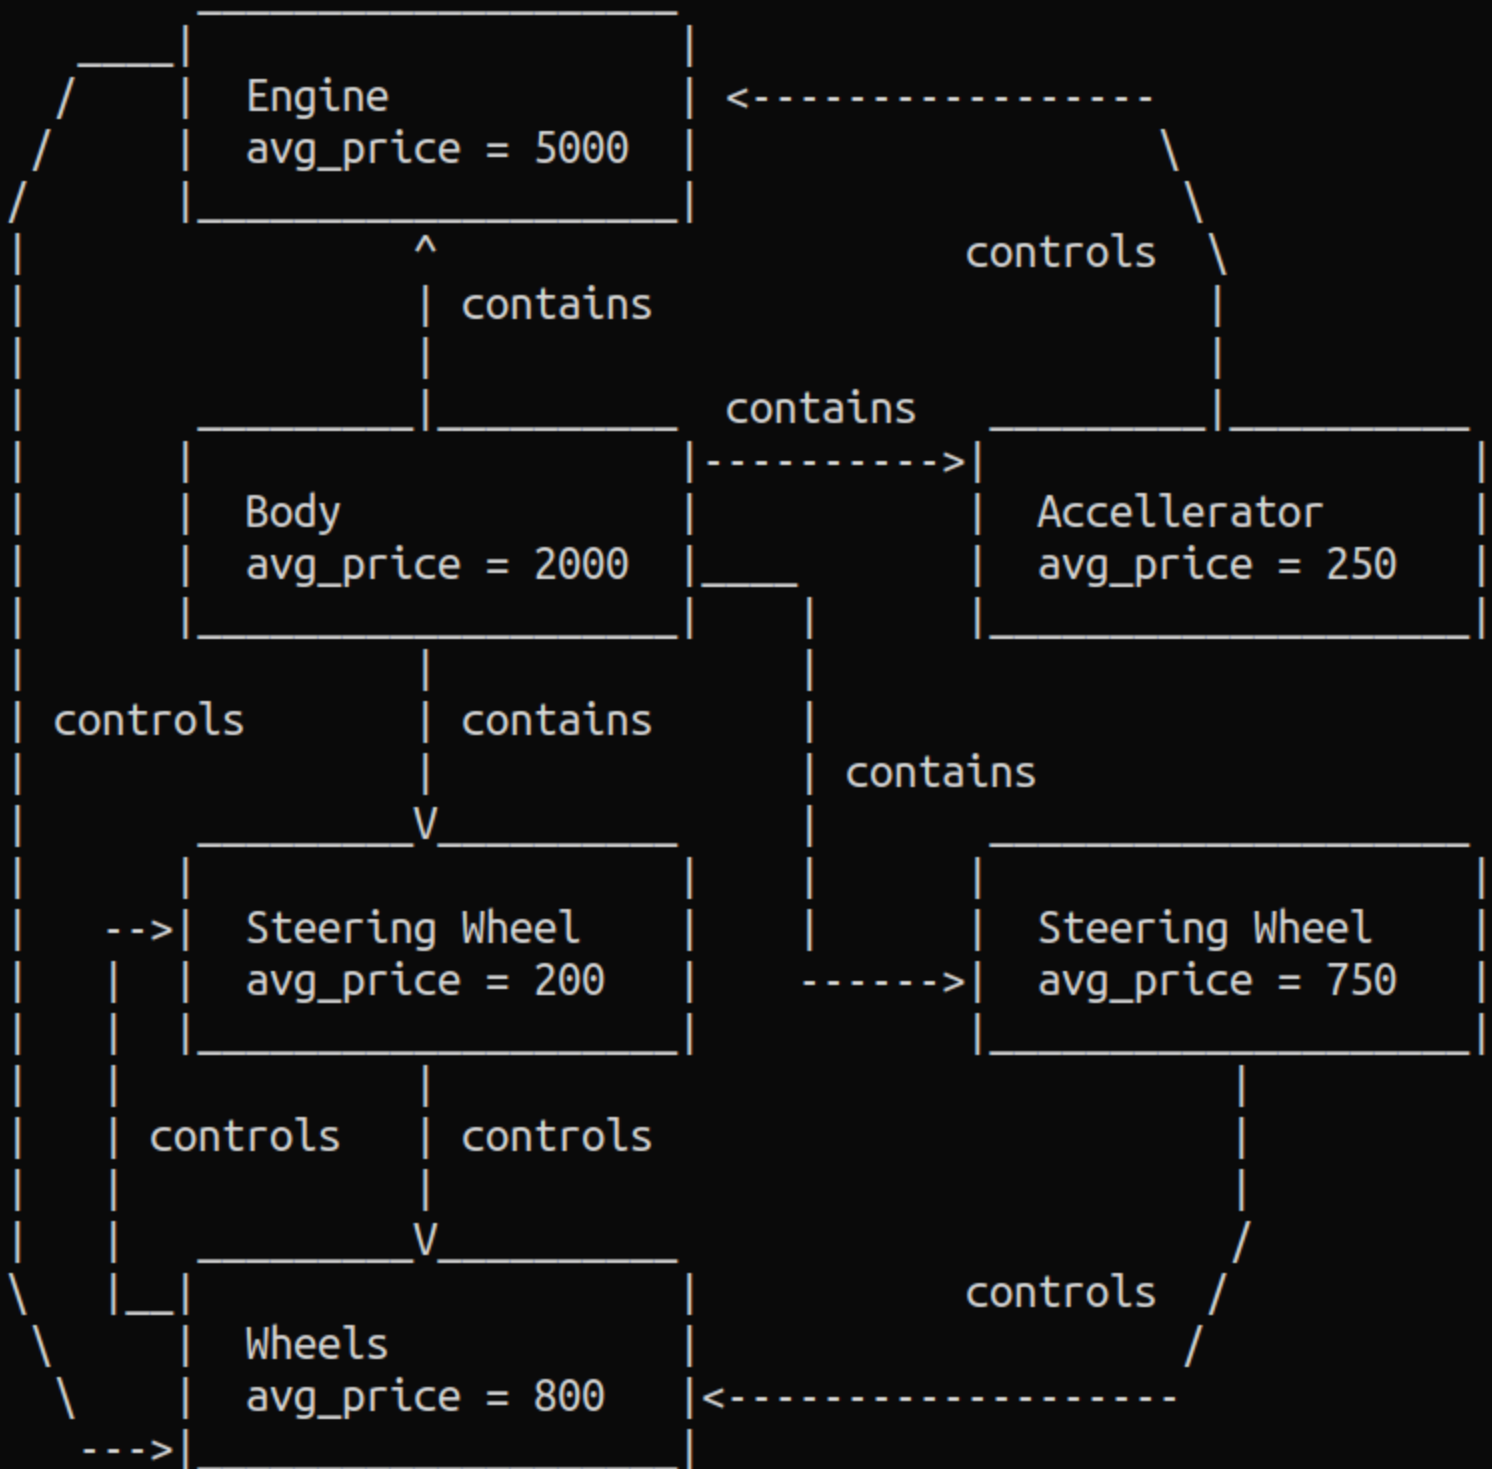 Engine
avg_price = 5000
controls
contains
contains
Body
avg_price = 2000
Accellerator
avg_price = 250
controls
contains
contains
Steering Wheel
avg_price = 200
Steering Wheel
avg_price = 750
controls
controls
controls
Wheels
avg_price = 800